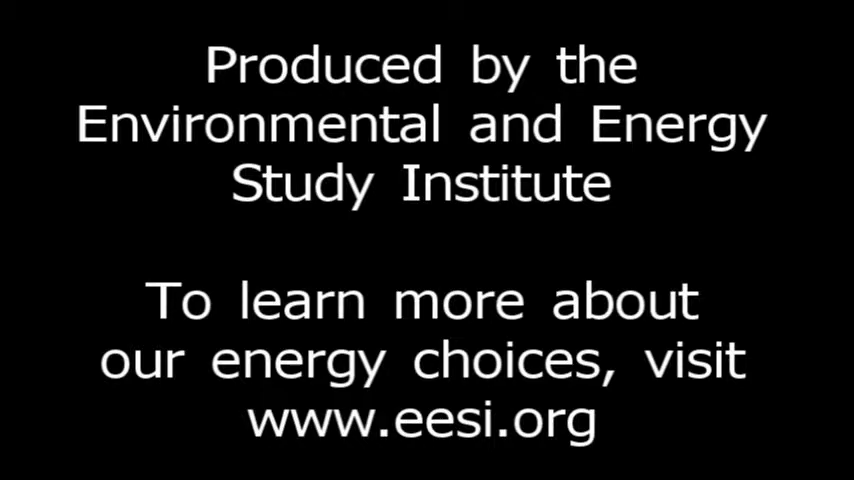 Produced by the
Environmental and Energy
Study Institute
To learn more about
our energy choices, visit
www.eesi.org